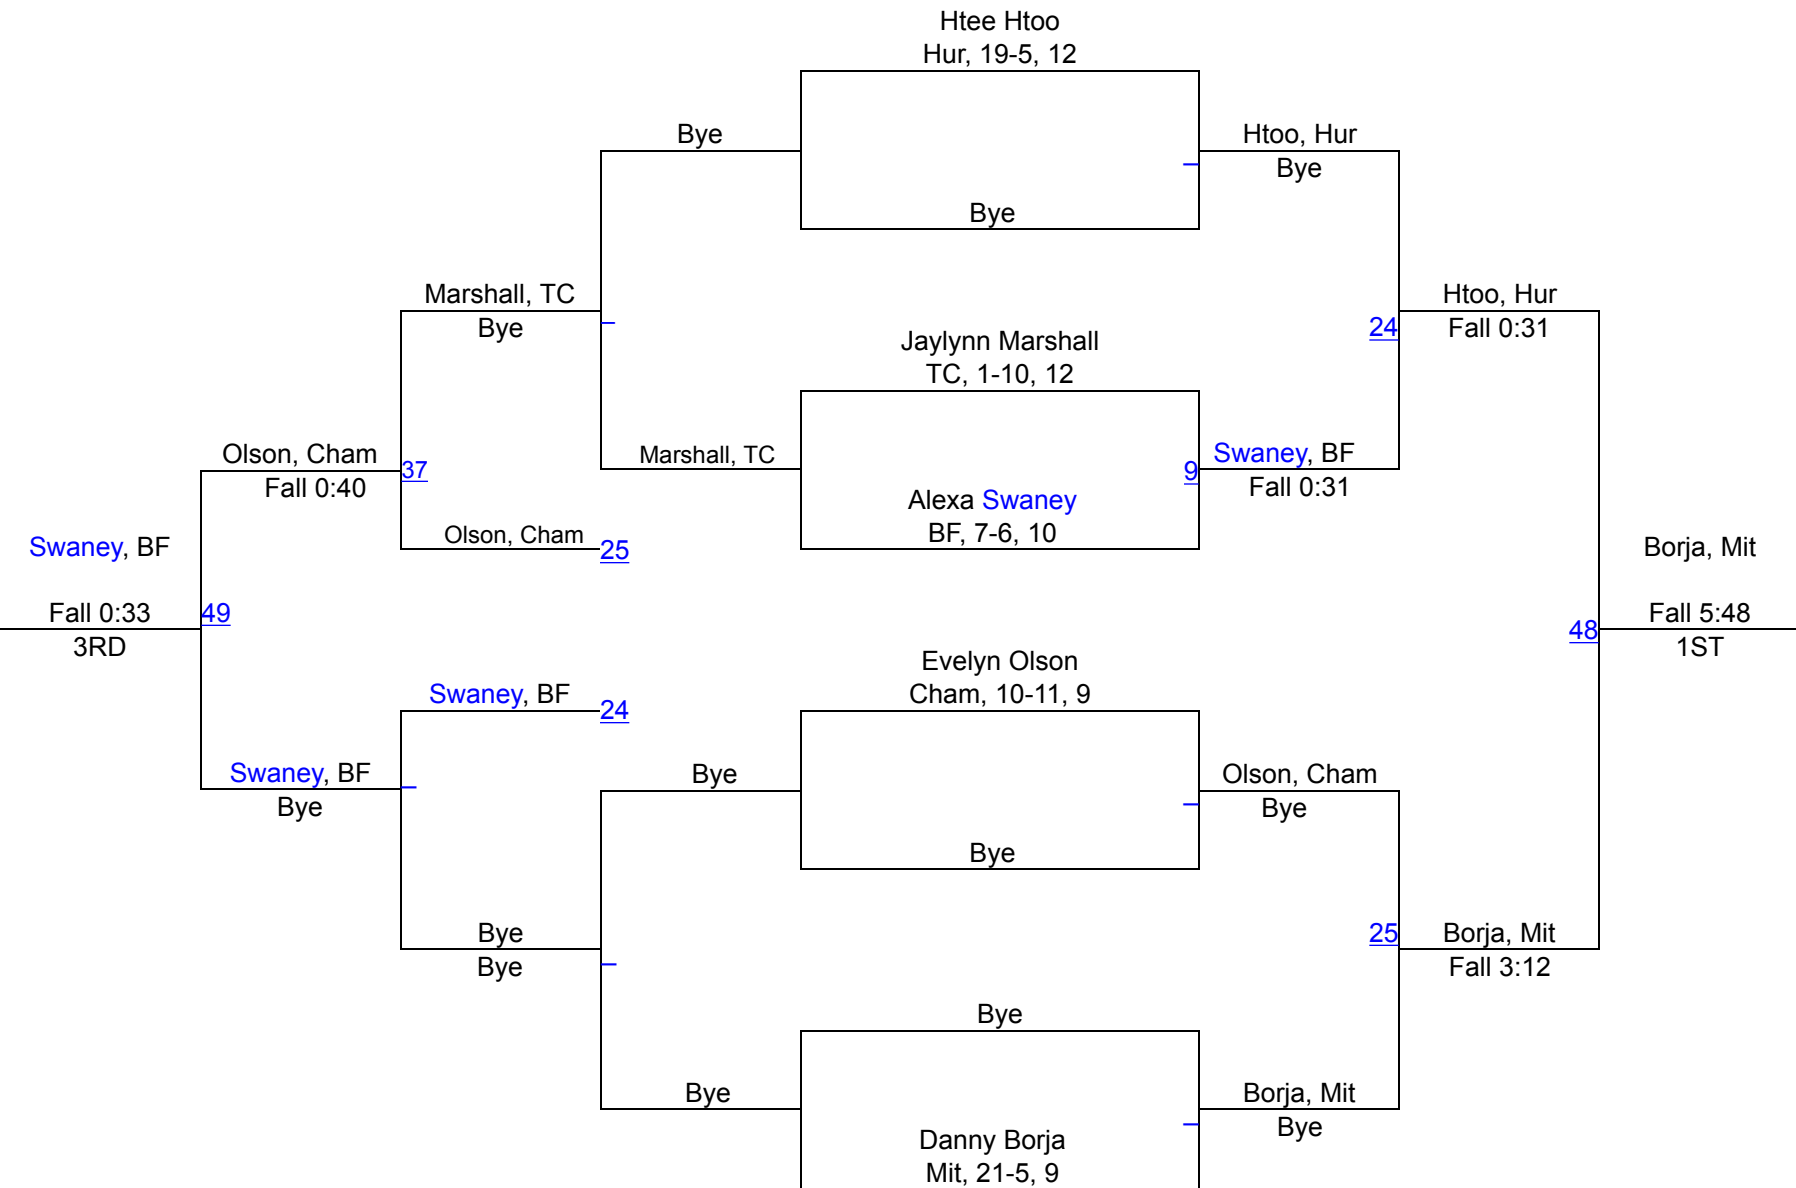 Htee Htoo
Hur, 19-5, 12
Bye
Htoo, Hur
Bye
Bye
Marshall, TC
Bye
Htoo, Hur
24
Fall 0:31
Jaylynn Marshall
TC, 1-10, 12
Olson, Cham
37
Fall 0:40
Marshall, TC
9
Swaney, BF
Fall 0:31
Alexa Swaney
BF, 7-6, 10
Olson, Cham
25
Swaney, BF
Fall 0:33
49
3RD
Borja, Mit
48
Fall 5:48
1ST
Evelyn Olson
Cham, 10-11, 9
Swaney, BF
24
Swaney, BF
Bye
Bye
Olson, Cham
Bye
Bye
Bye
Bye
25
Borja, Mit
Fall 3:12
Bye
Bye
Borja, Mit
Bye
Danny Borja
Mit, 21-5, 9